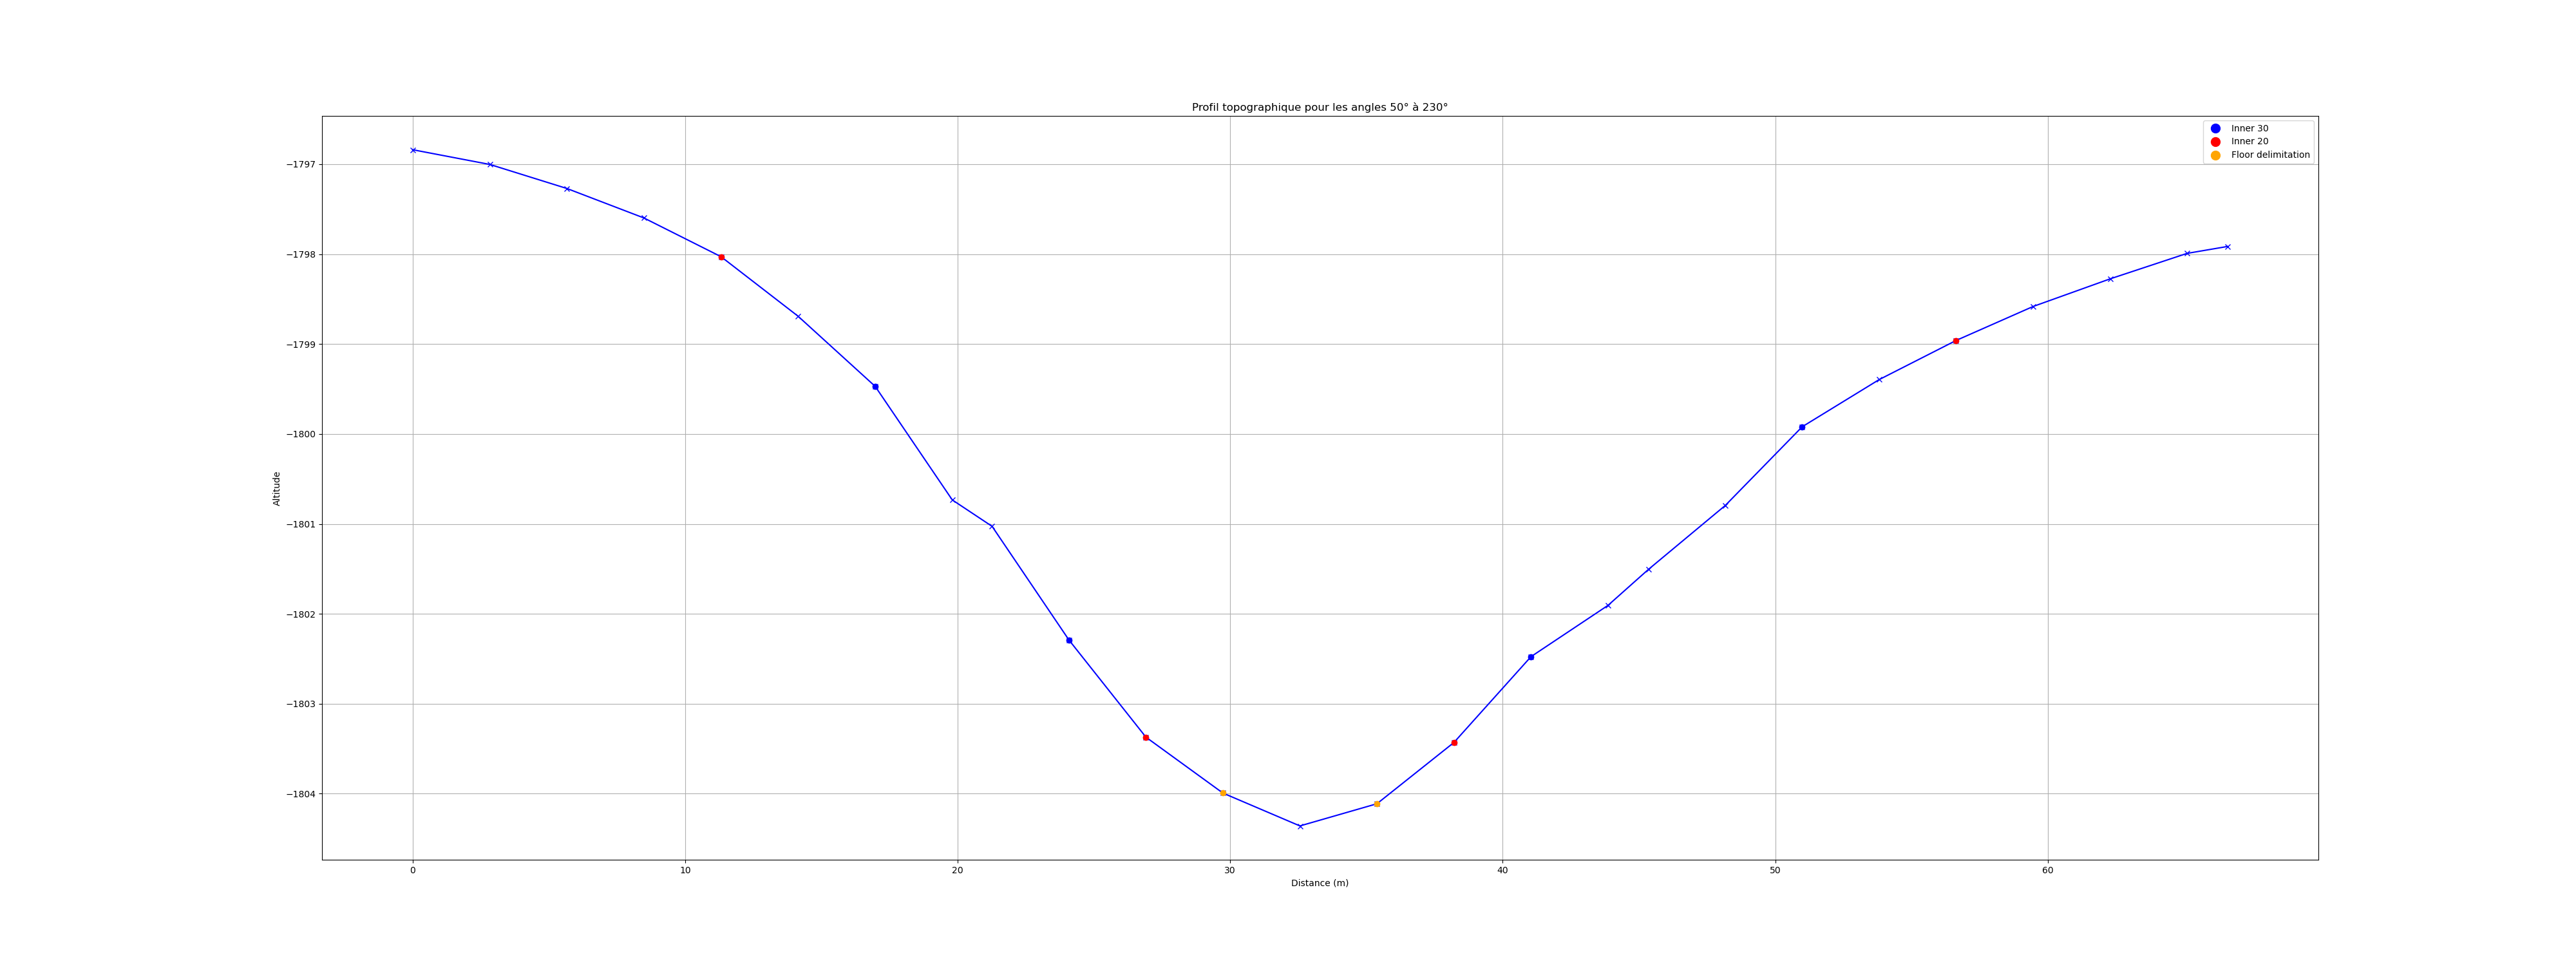 Profil topographique pour les angles 50° à 230°
Inner 30
Inner 20
Floor delimitation
−1797
−1798
−1799
−1800
−1801
−1802
−1803
−1804
Altitude
0 10 20 30 40 50 60
Distance (m)